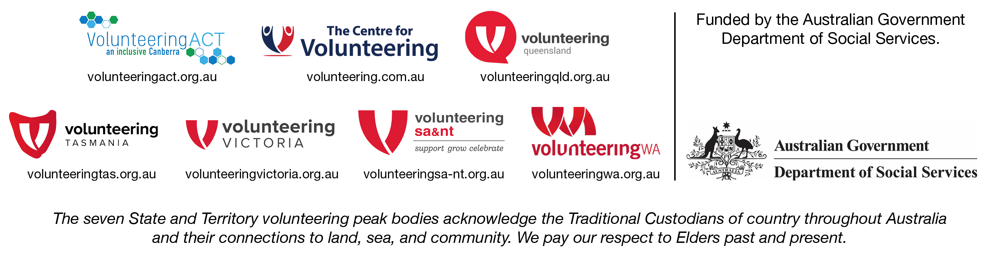 VolunteeringACT
an inclusive Canberra
volunteeringact.org.au
The Centre for
Volunteering
volunteering.com.au
volunteering
queensland
volunteeringqld.org.au
volunteering
TASMANIA
volunteeringtas.org.au
volunteering
VICTORIA
volunteeringvictoria.org.au
volunteering
sa&nt
support grow celebrate
volunteeringsa-nt.org.au
volunteeringWA
volunteeringwa.org.au
Funded by the Australian Government
Department of Social Services.
AUSTRALIA
Australian Government
Department of Social Services
The seven State and Territory volunteering peak bodies acknowledge the Traditional Custodians of country throughout Australia
and their connections to land, sea, and community. We pay our respect to Elders past and present.